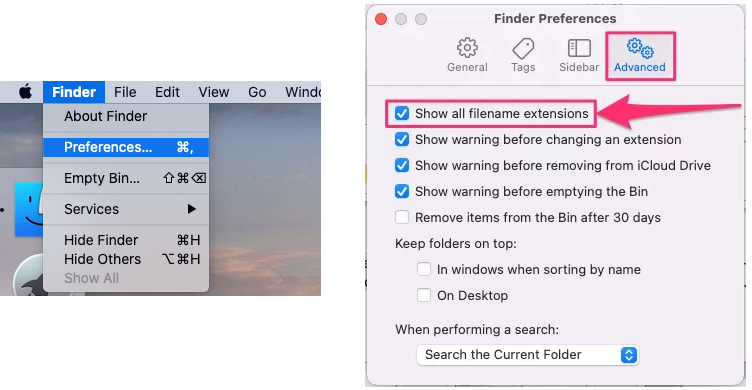 Finder File Edit View Go Windo
About Finder
Preferences... ⌘,
Empty Bin... ⇧⌘⌫
Services ▶
Hide Finder ⌘H
Hide Others ⌥⌘H
Show All
Finder Preferences
General Tags Sidebar Advanced
Show all filename extensions
Show warning before changing an extension
Show warning before removing from iCloud Drive
Show warning before emptying the Bin
Remove items from the Bin after 30 days
Keep folders on top:
In windows when sorting by name
On Desktop
When performing a search:
Search the Current Folder